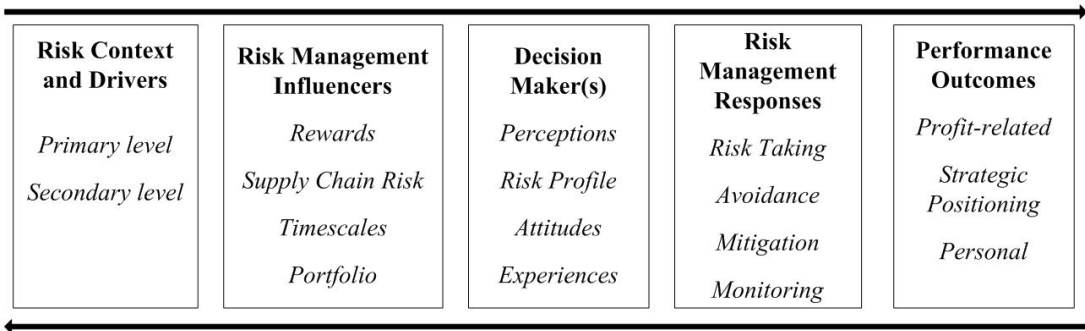 Risk Context
and Drivers
Primary level
Secondary level
Risk Management
Influencers
Rewards
Supply Chain Risk
Timescales
Portfolio
Decision
Maker(s)
Perceptions
Risk Profile
Attitudes
Experiences
Risk
Management
Responses
Risk Taking
Avoidance
Mitigation
Monitoring
Performance
Outcomes
Profit-related
Strategic
Positioning
Personal